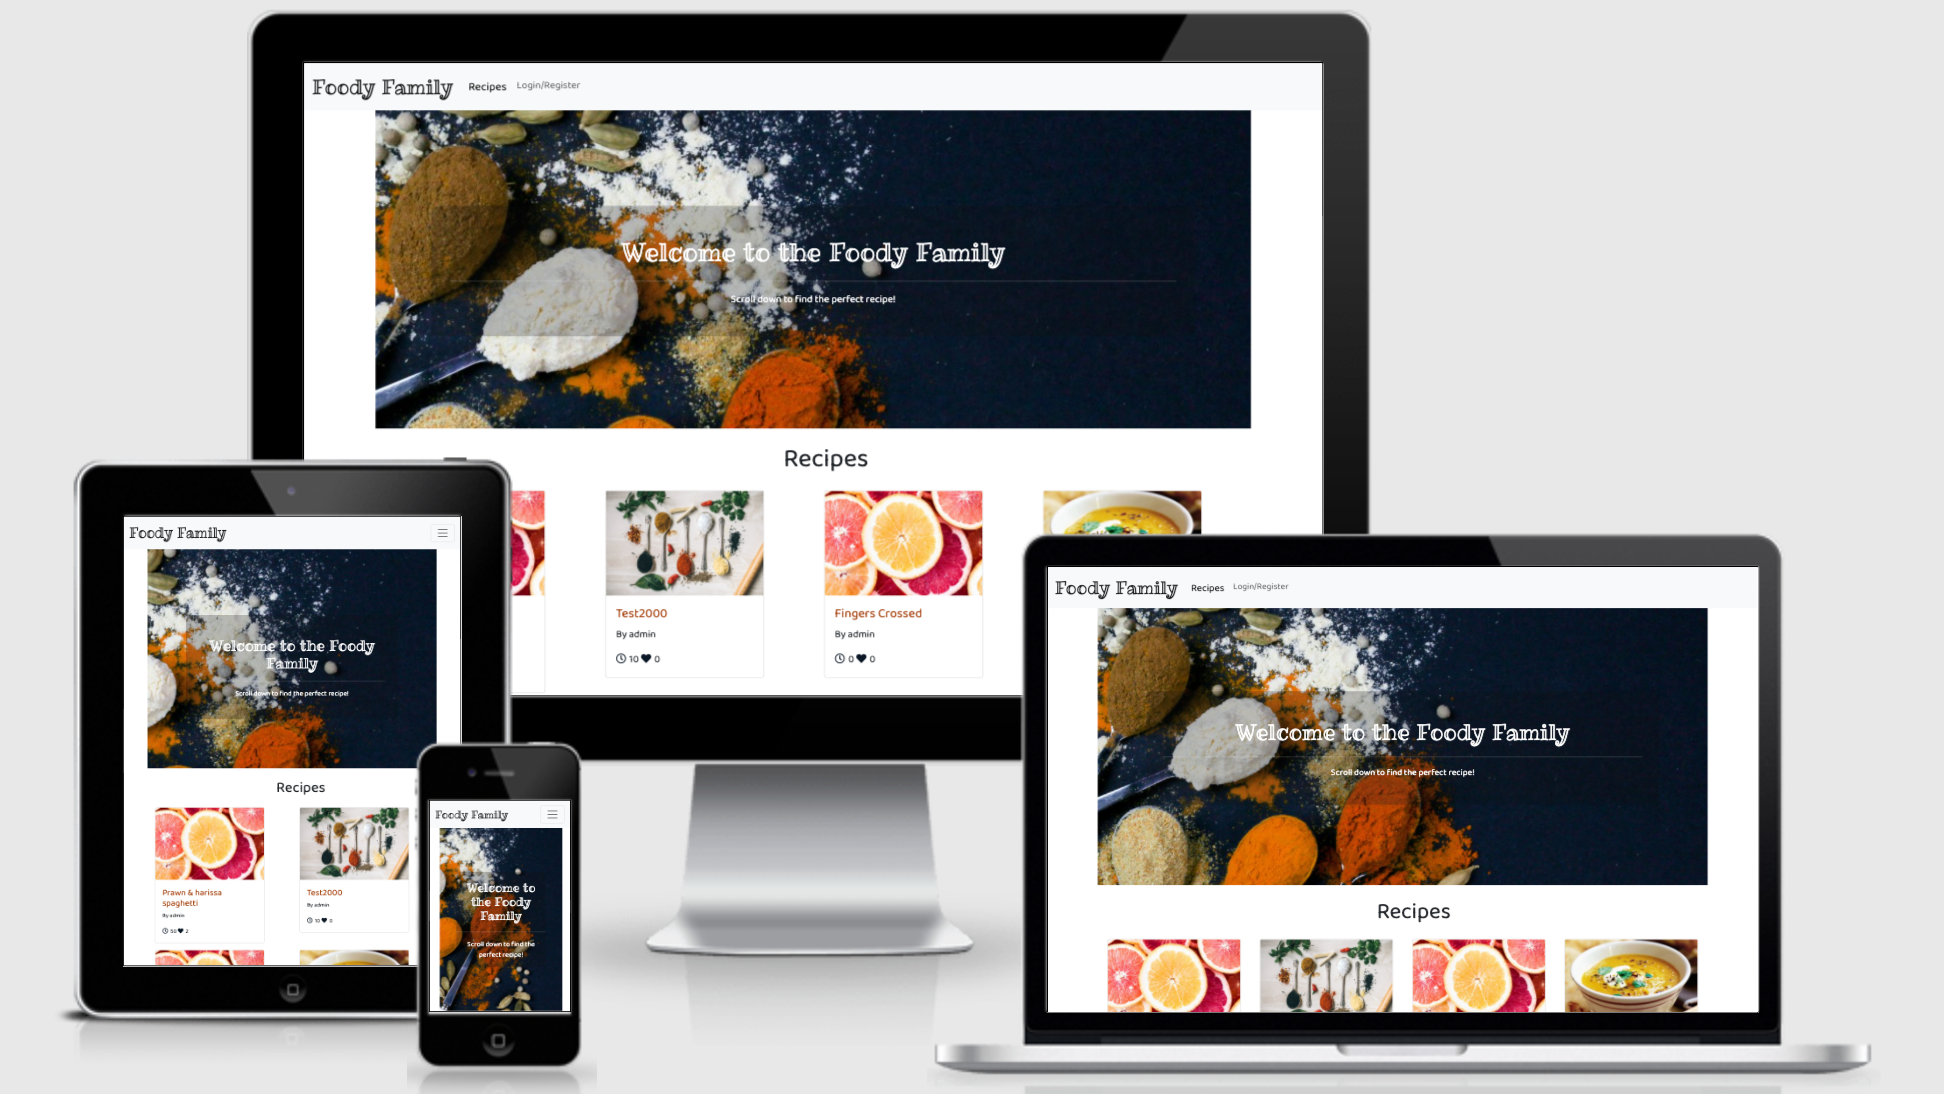 Foody Family Recipes Login/Register
Welcome to the Foody Family
Scroll down to find the perfect recipe!
Recipes
Test2000
By admin
10 0
Fingers Crossed
By admin
0 0
Foody Family
Welcome to the Foody
Family
Scroll down to find the perfect recipe!
Recipes
Prawn & harissa
spaghetti
By admin
50 2
Test2000
By admin
10 0
Foody Family
Welcome to
the Foody
Family
Scroll down to find the
perfect recipe!
Foody Family Recipes Login/Register
Welcome to the Foody Family
Scroll down to find the perfect recipe!
Recipes